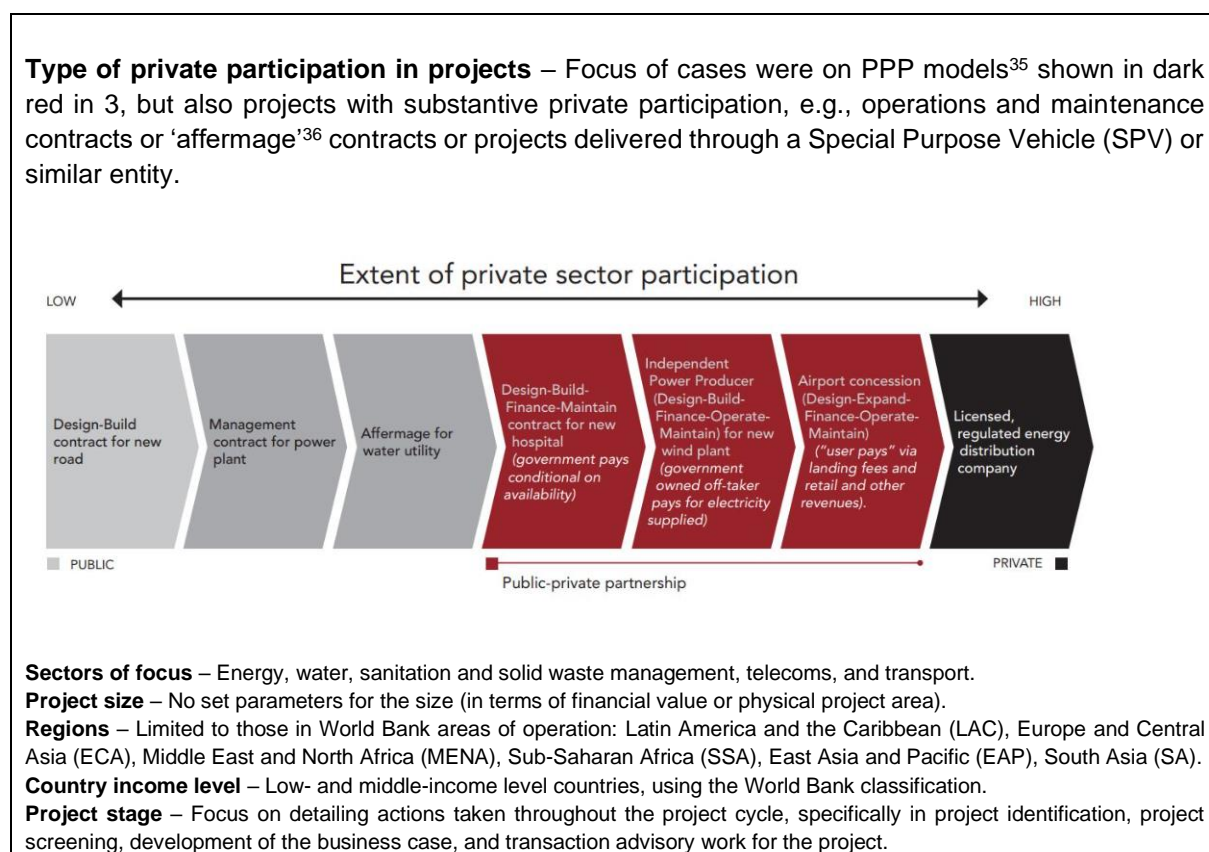 Type of private participation in projects – Focus of cases were on PPP models35 shown in dark
red in 3, but also projects with substantive private participation, e.g., operations and maintenance
contracts or ‘affermage’36 contracts or projects delivered through a Special Purpose Vehicle (SPV) or
similar entity.
Extent of private sector participation
LOW
HIGH
Design-Build
contract for new
road
Management
contract for power
plant
Affermage for
water utility
Design-Build-
Finance-Maintain
contract for new
hospital
(government pays
conditional on
availability)
Independent
Power Producer
(Design-Build-
Finance-Operate-
Maintain) for new
wind plant
(government
owned off-taker
pays for electricity
supplied)
Airport concession
(Design-Expand-
Finance-Operate-
Maintain)
(“user pays” via
landing fees and
retail and other
revenues).
Licensed,
regulated energy
distribution
company
PUBLIC
PRIVATE
Public-private partnership
Sectors of focus – Energy, water, sanitation and solid waste management, telecoms, and transport.
Project size – No set parameters for the size (in terms of financial value or physical project area).
Regions – Limited to those in World Bank areas of operation: Latin America and the Caribbean (LAC), Europe and Central
Asia (ECA), Middle East and North Africa (MENA), Sub-Saharan Africa (SSA), East Asia and Pacific (EAP), South Asia (SA).
Country income level – Low- and middle-income level countries, using the World Bank classification.
Project stage – Focus on detailing actions taken throughout the project cycle, specifically in project identification, project
screening, development of the business case, and transaction advisory work for the project.